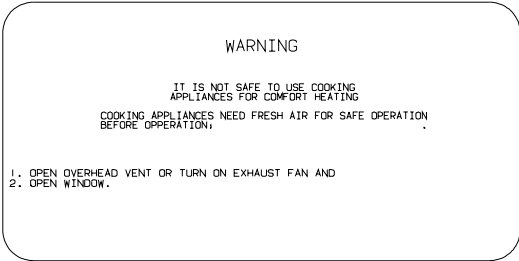 WARNING
IT IS NOT SAFE TO USE COOKING
APPLIANCES FOR COMFORT HEATING
COOKING APPLIANCES NEED FRESH AIR FOR SAFE OPERATION
BEFORE OPPERATION, .
1. OPEN OVERHEAD VENT OR TURN ON EXHAUST FAN AND
2. OPEN WINDOW.